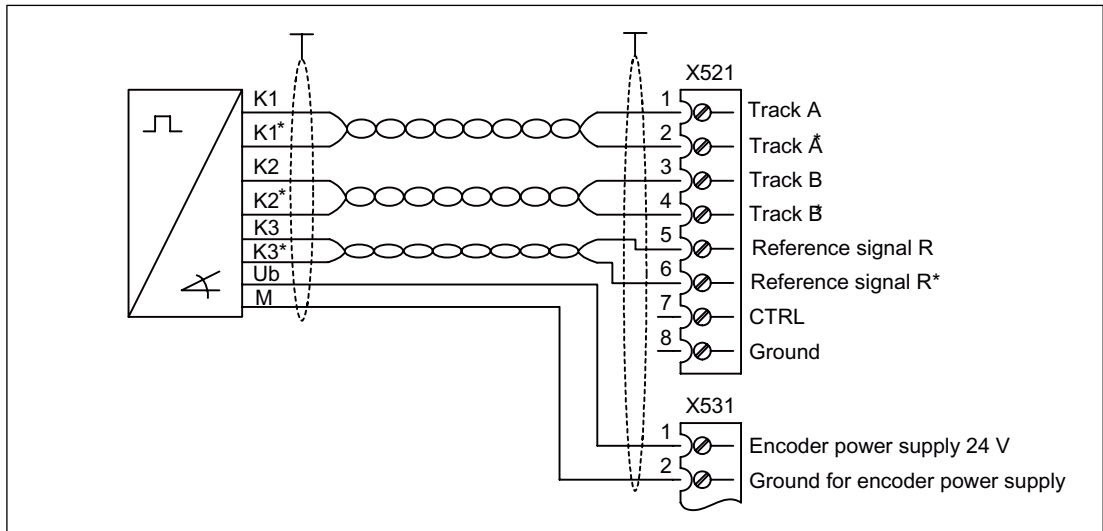 X521
K1
1
Track A
K1*
2
Track A*
K2
3
Track B
K2*
4
Track B*
K3
5
Reference signal R
K3*
6
Reference signal R*
Ub
M
7
CTRL
8
Ground
X531
1
Encoder power supply 24 V
2
Ground for encoder power supply